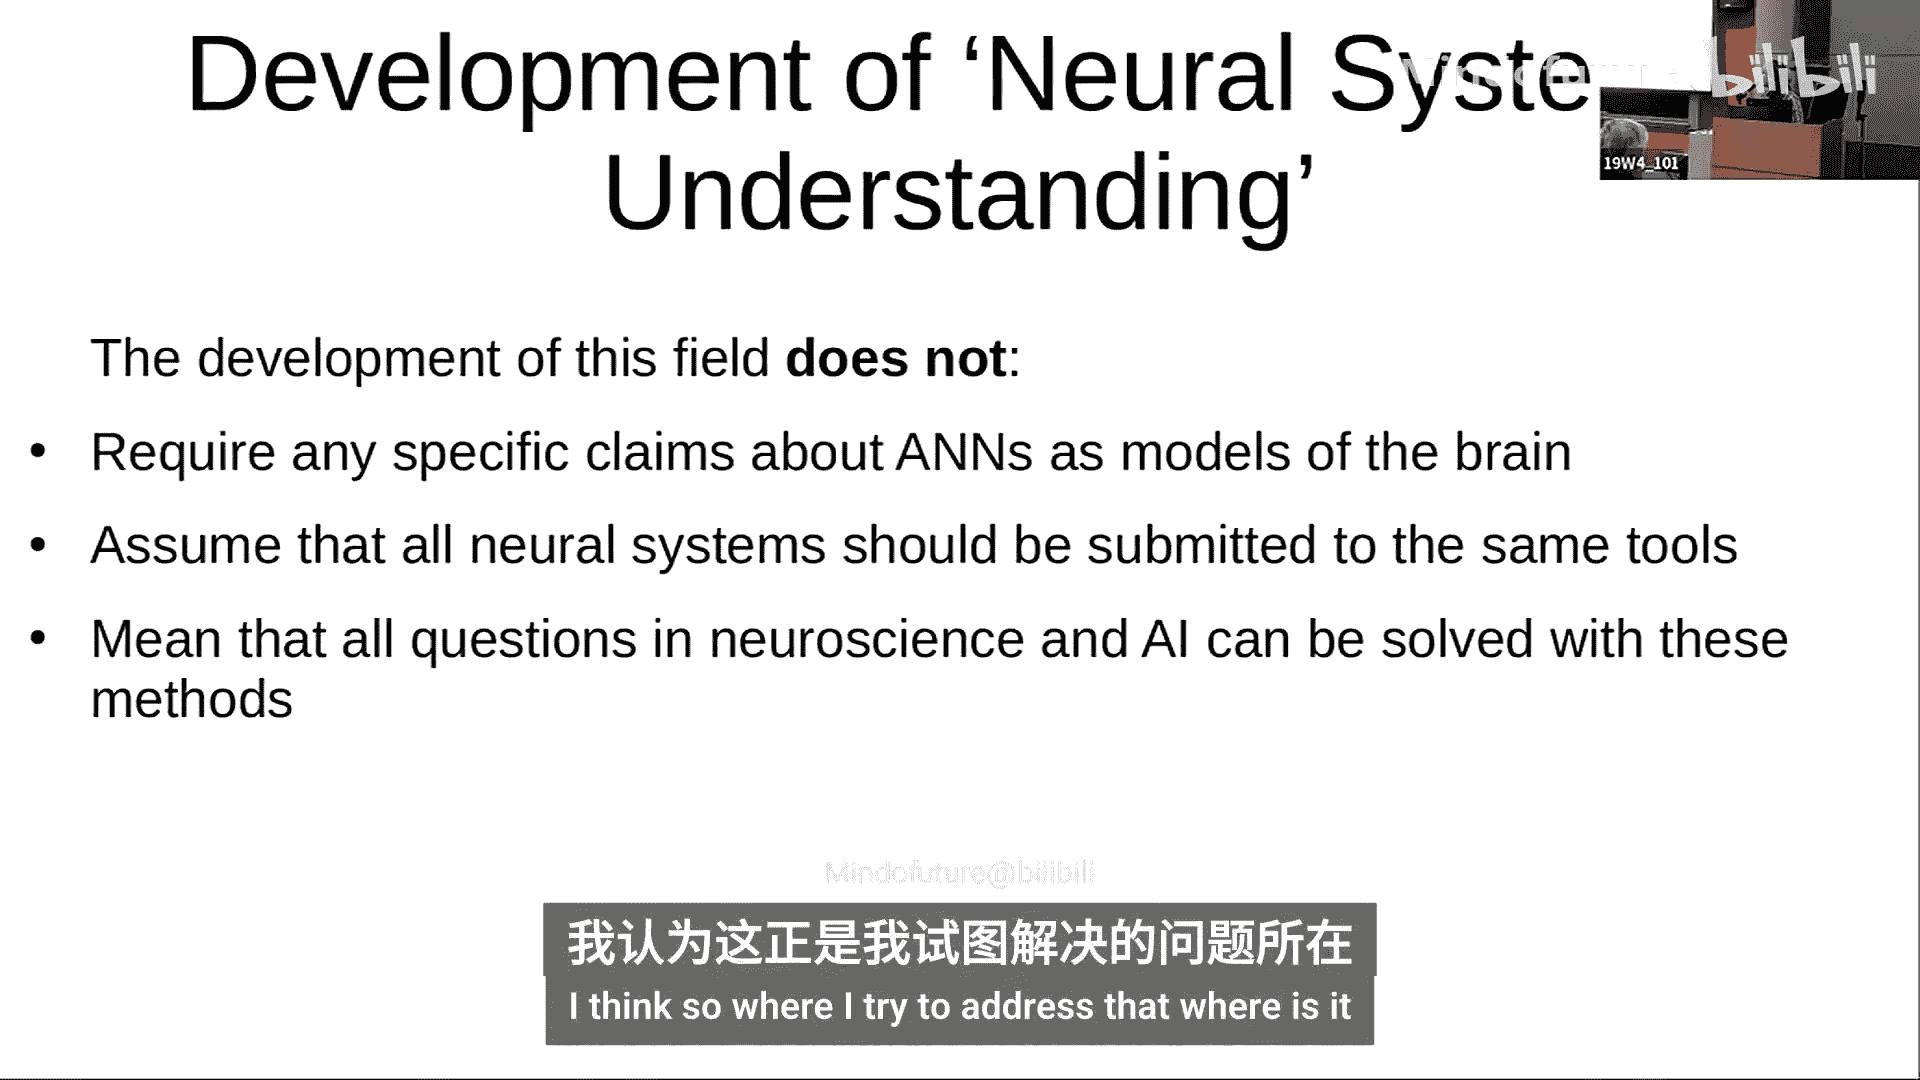 Development of ‘Neural Syste
Understanding’
bilibili
19W4_101
The development of this field does not:
• Require any specific claims about ANNs as models of the brain
• Assume that all neural systems should be submitted to the same tools
• Mean that all questions in neuroscience and AI can be solved with these
methods
Mindofuture@bilibili
我认为这正是我试图解决的问题所在
I think so where I try to address that where is it